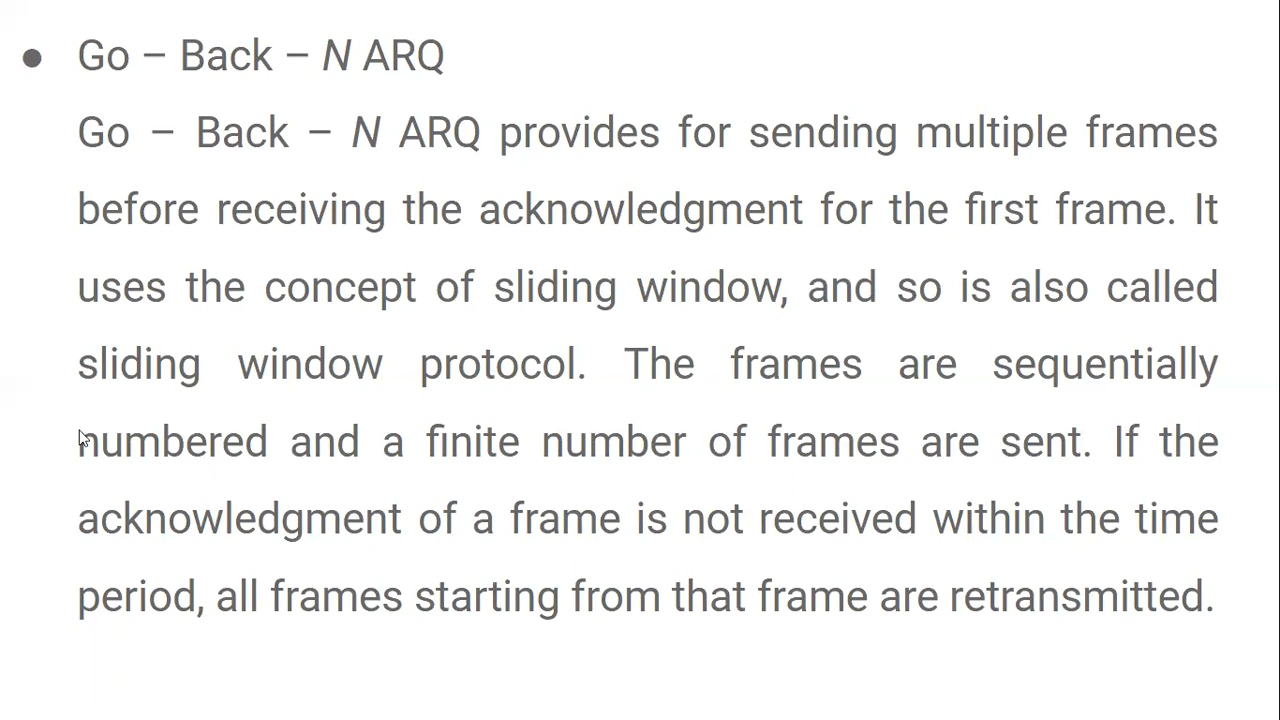 ● Go – Back – N ARQ
Go – Back – N ARQ provides for sending multiple frames
before receiving the acknowledgment for the first frame. It
uses the concept of sliding window, and so is also called
sliding window protocol. The frames are sequentially
numbered and a finite number of frames are sent. If the
acknowledgment of a frame is not received within the time
period, all frames starting from that frame are retransmitted.